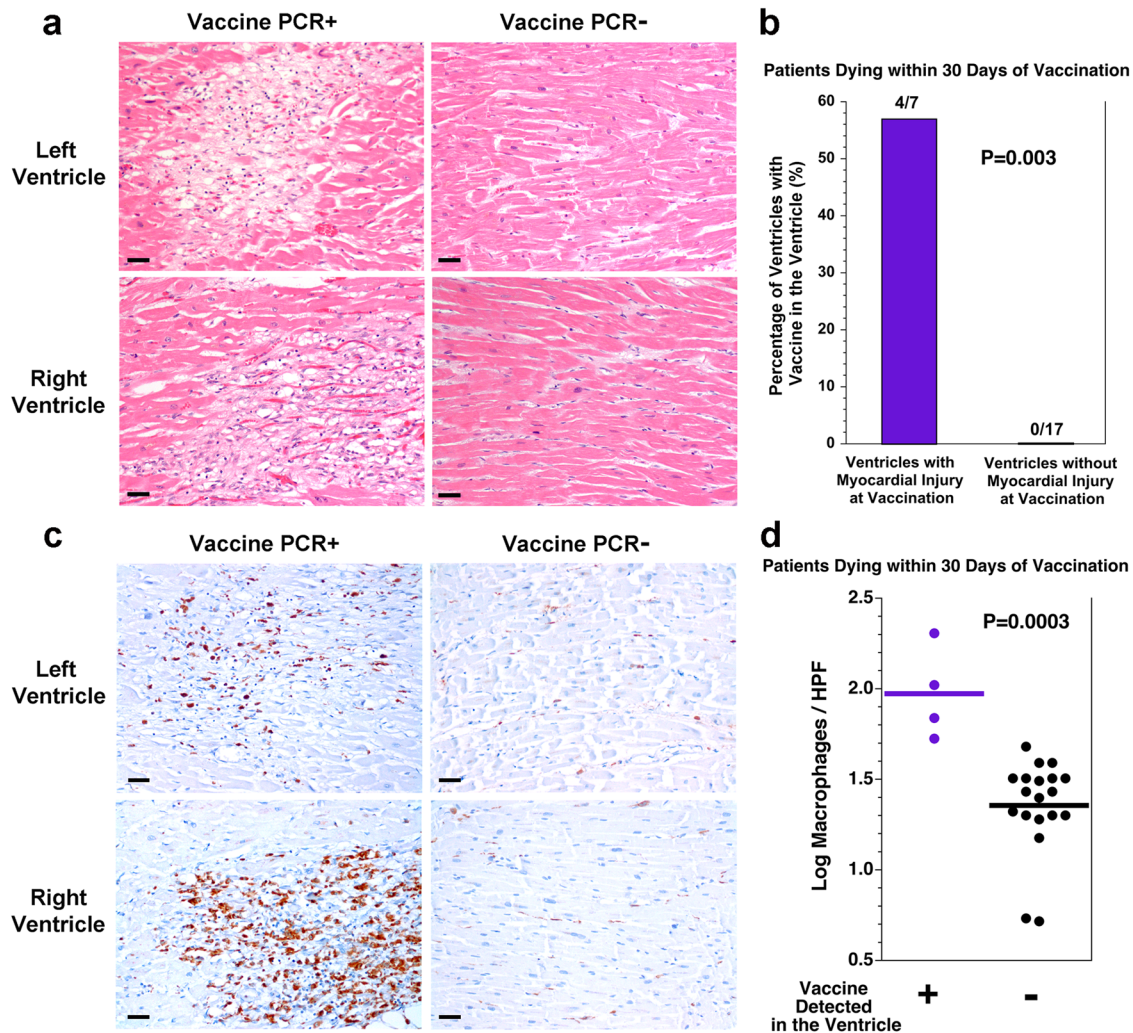 a
Vaccine PCR+
Vaccine PCR-
Left
Ventricle
Right
Ventricle
b
Patients Dying within 30 Days of Vaccination
Percentage of Ventricles with
Vaccine in the Ventricle (%)
60
50
40
30
20
10
0
4/7
P=0.003
0/17
Ventricles with
Myocardial Injury
at Vaccination
Ventricles without
Myocardial Injury
at Vaccination
c
Vaccine PCR+
Vaccine PCR-
Left
Ventricle
Right
Ventricle
d
Patients Dying within 30 Days of Vaccination
Log Macrophages / HPF
2.5
2.0
1.5
1.0
0.5
P=0.0003
Vaccine
Detected
in the Ventricle
+
-